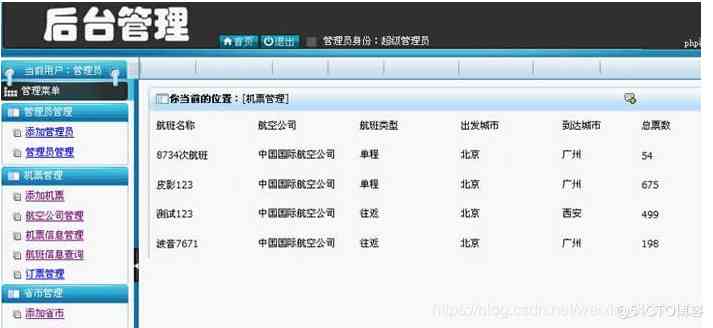 后台管理
首页 退出 管理员身份：超级管理员
php
当前用户：管理员
管理菜单
管理员管理
添加管理员
管理员管理
机票管理
添加机票
航空公司管理
机票信息管理
航班信息查询
订票管理
省市管理
添加省市
你当前的位置：[机票管理]
航班名称 航空公司 航班类型 出发城市 到达城市 总票数
8734次航班 中国国际航空公司 单程 北京 广州 54
皮影123 中国国际航空公司 单程 北京 广州 675
测试123 中国国际航空公司 往返 北京 西安 499
波音7671 中国国际航空公司 往返 北京 广州 198
@51CTO博客